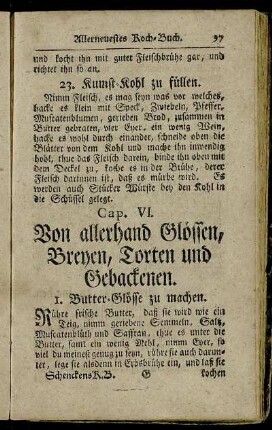 Allerneuestes Koch-Buch. 97
und kocht ihn mit guter Fleischbrühe gar, und
richtet ihn so an.
23. Kumst-Kohl zu füllen.
Nimm Fleisch, es mag seyn was vor welches,
hacke es klein mit Speck, Zwiebeln, Pfeffer,
Muscatenblumen, gerieben Brod, zusammen in
Butter gebraten, vier Eyer, ein wenig Wein,
hacke es wohl durch einander, schneide oben die
Blätter von dem Kohl und mache ihn inwendig
hohl, thue das Fleisch darein, binde ihn oben mit
dem Deckel zu, koche es in der Brühe, derer
Fleisch darinnen ist, daß es mürbe wird. Es
werden auch Stücker Würste bey den Kohl in
die Schüssel gelegt.
Cap. VI.
Von allerhand Glössen,
Breyen, Torten und
Gebackenen.
1. Butter-Glösse zu machen.
Rühre frische Butter, daß sie wird wie ein
Teig, nimm geriebene Semmeln, Saltz,
Muscatenblüth und Saffran, thue es unter die
Butter, samt ein wenig Mehl, nimm Eyer, so
viel du meinest genug zu seyn, rühre sie auch darun-
ter, lege sie alsdenn in Erbsbrühe ein, und laß sie
Schenckens K.B. G kochen